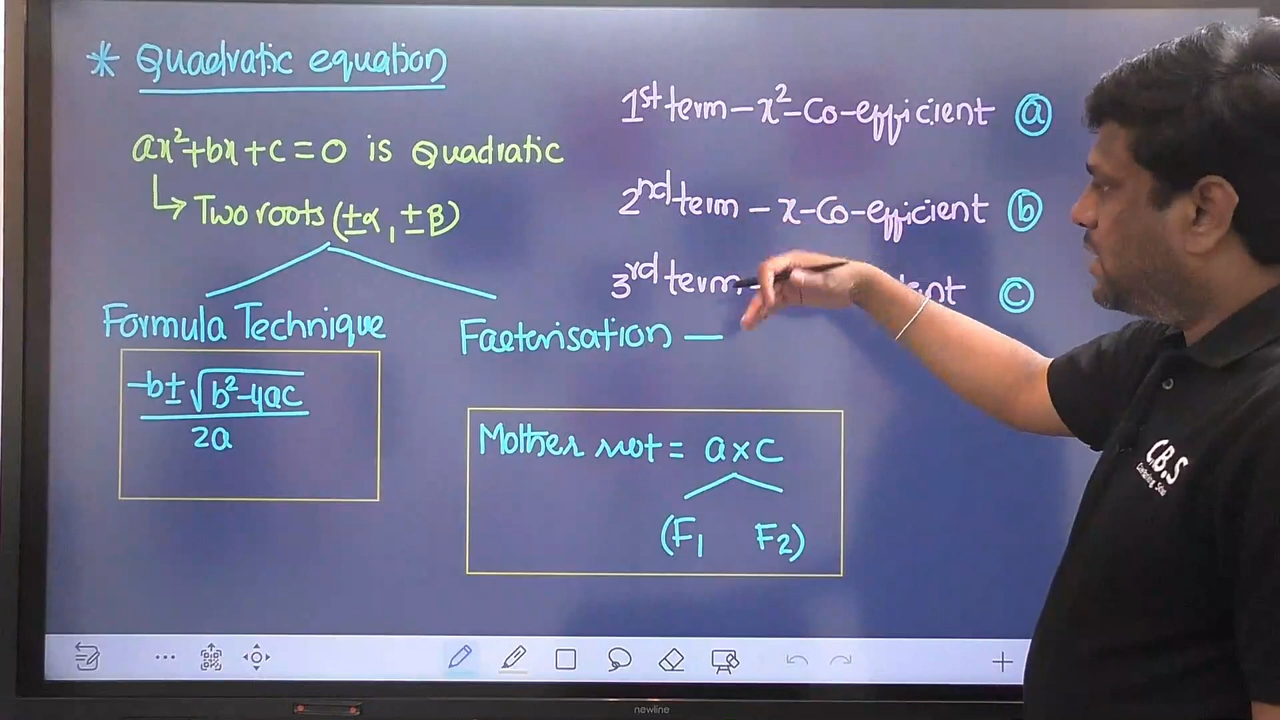 * Quadratic equation
ax²+bx+c=0 is Quadratic
↳ Two roots (±α, ±β)
Formula Technique
-b±√b²-4ac
2a
Factorisation —
Mother not = a×c
(F₁ F₂)
1st term – x² – Co-efficient (a)
2nd term – x – Co-efficient (b)
3rd term – (c)
C.B.S
newline